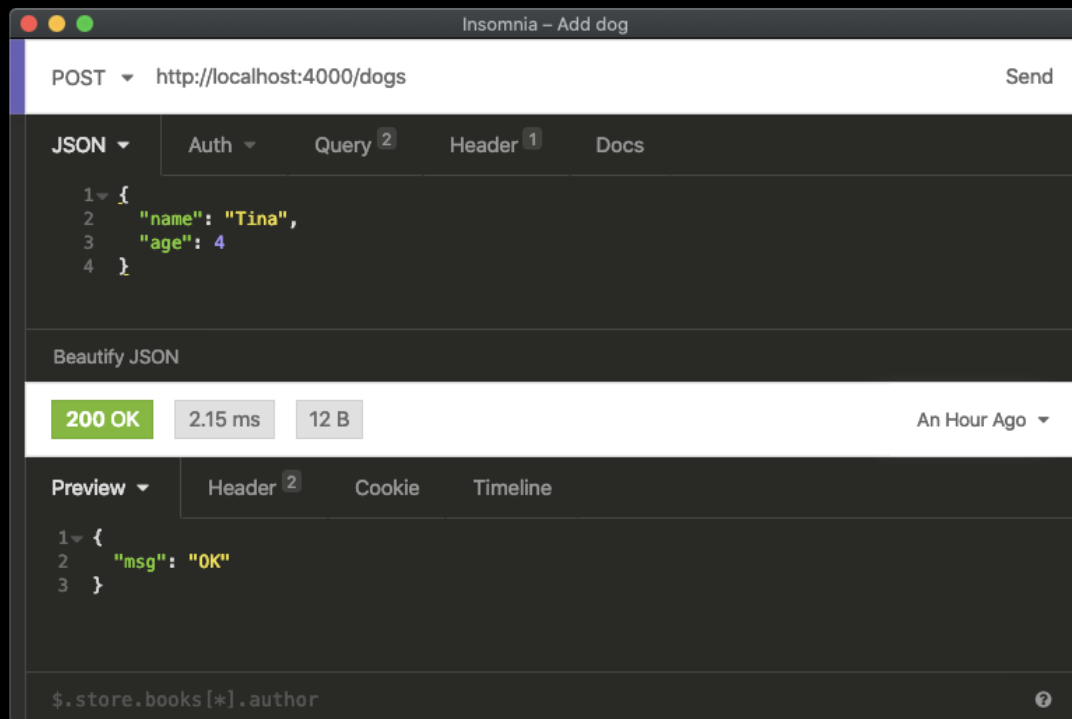 Insomnia – Add dog
POST http://localhost:4000/dogs Send
JSON Auth Query 2 Header 1 Docs
1 {
2 "name": "Tina",
3 "age": 4
4 }
Beautify JSON
200 OK 2.15 ms 12 B An Hour Ago
Preview Header 2 Cookie Timeline
1 {
2 "msg": "OK"
3 }
$.store.books[*].author ?